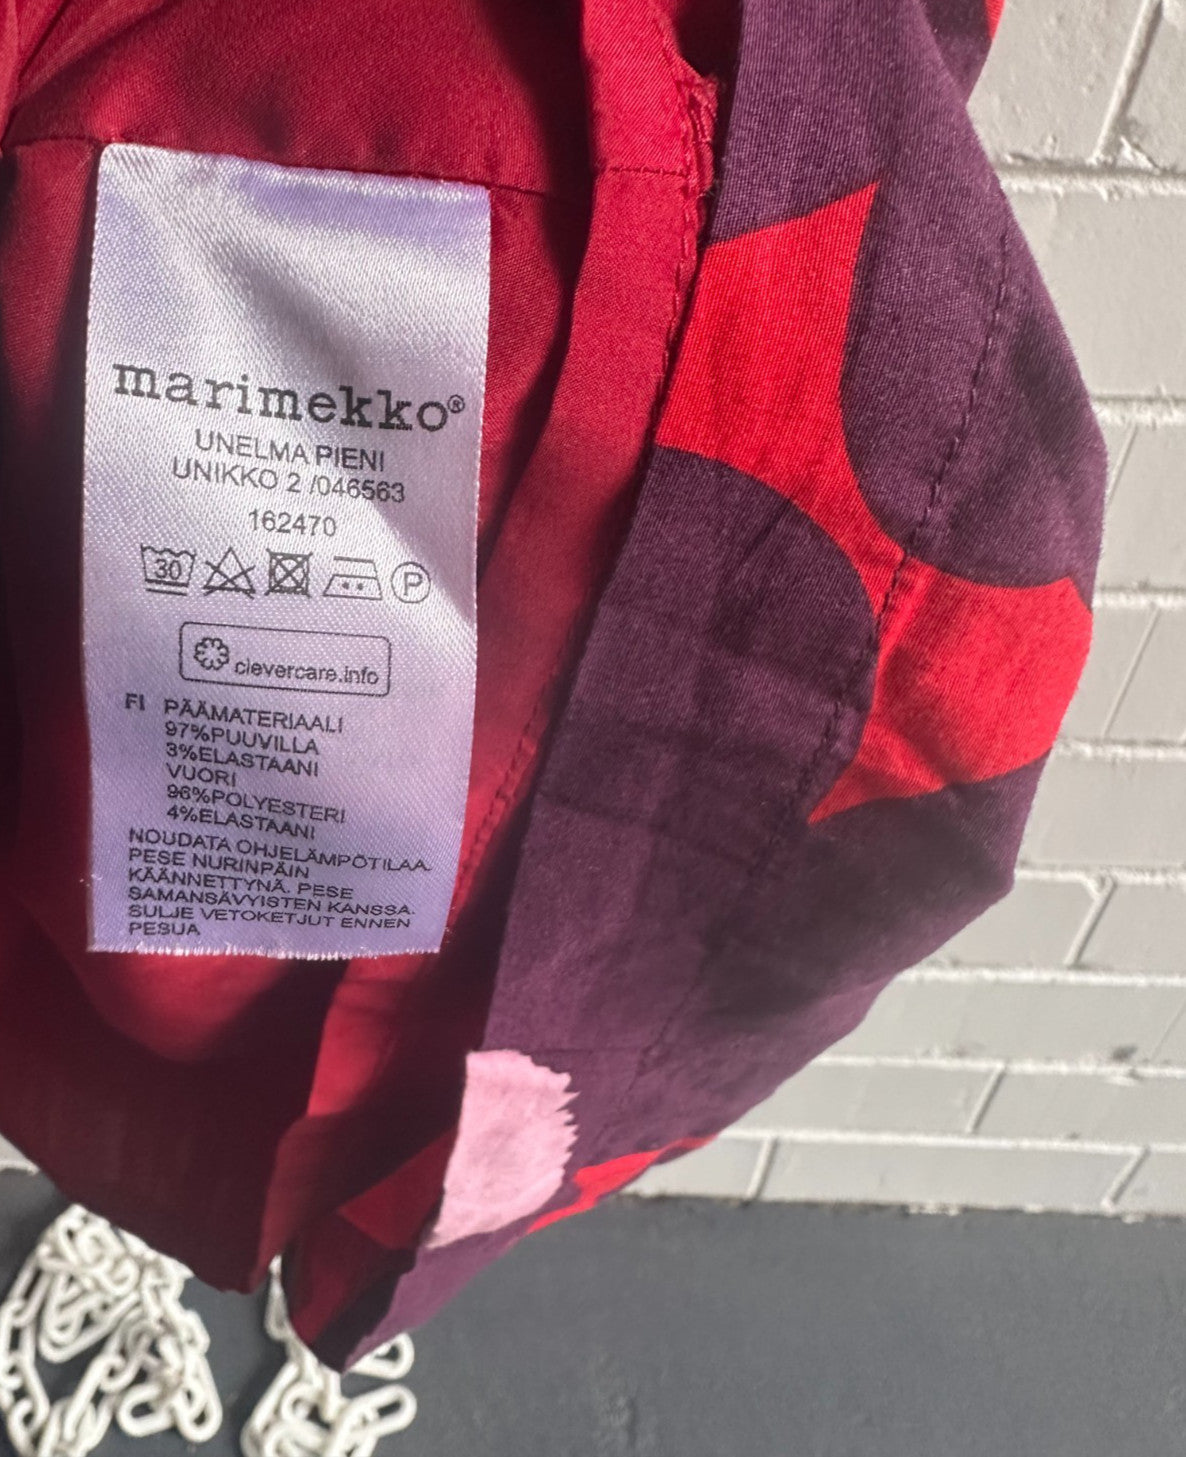 marimekko®
UNELMA PIENI
UNIKKO 2 /046563
162470
30
P
clevercare.info
FI PÄÄMATERIAALI
97%PUUVILLA
3%ELASTAANI
VUORI
96%POLYESTERI
4%ELASTAANI
NOUDATA OHJELÄMPÖTILAA.
PESE NURINPÄIN
KÄÄNNETTYNÄ. PESE
SAMANSÄVYISTEN KANSSA.
SULJE VETOKETJUT ENNEN
PESUA